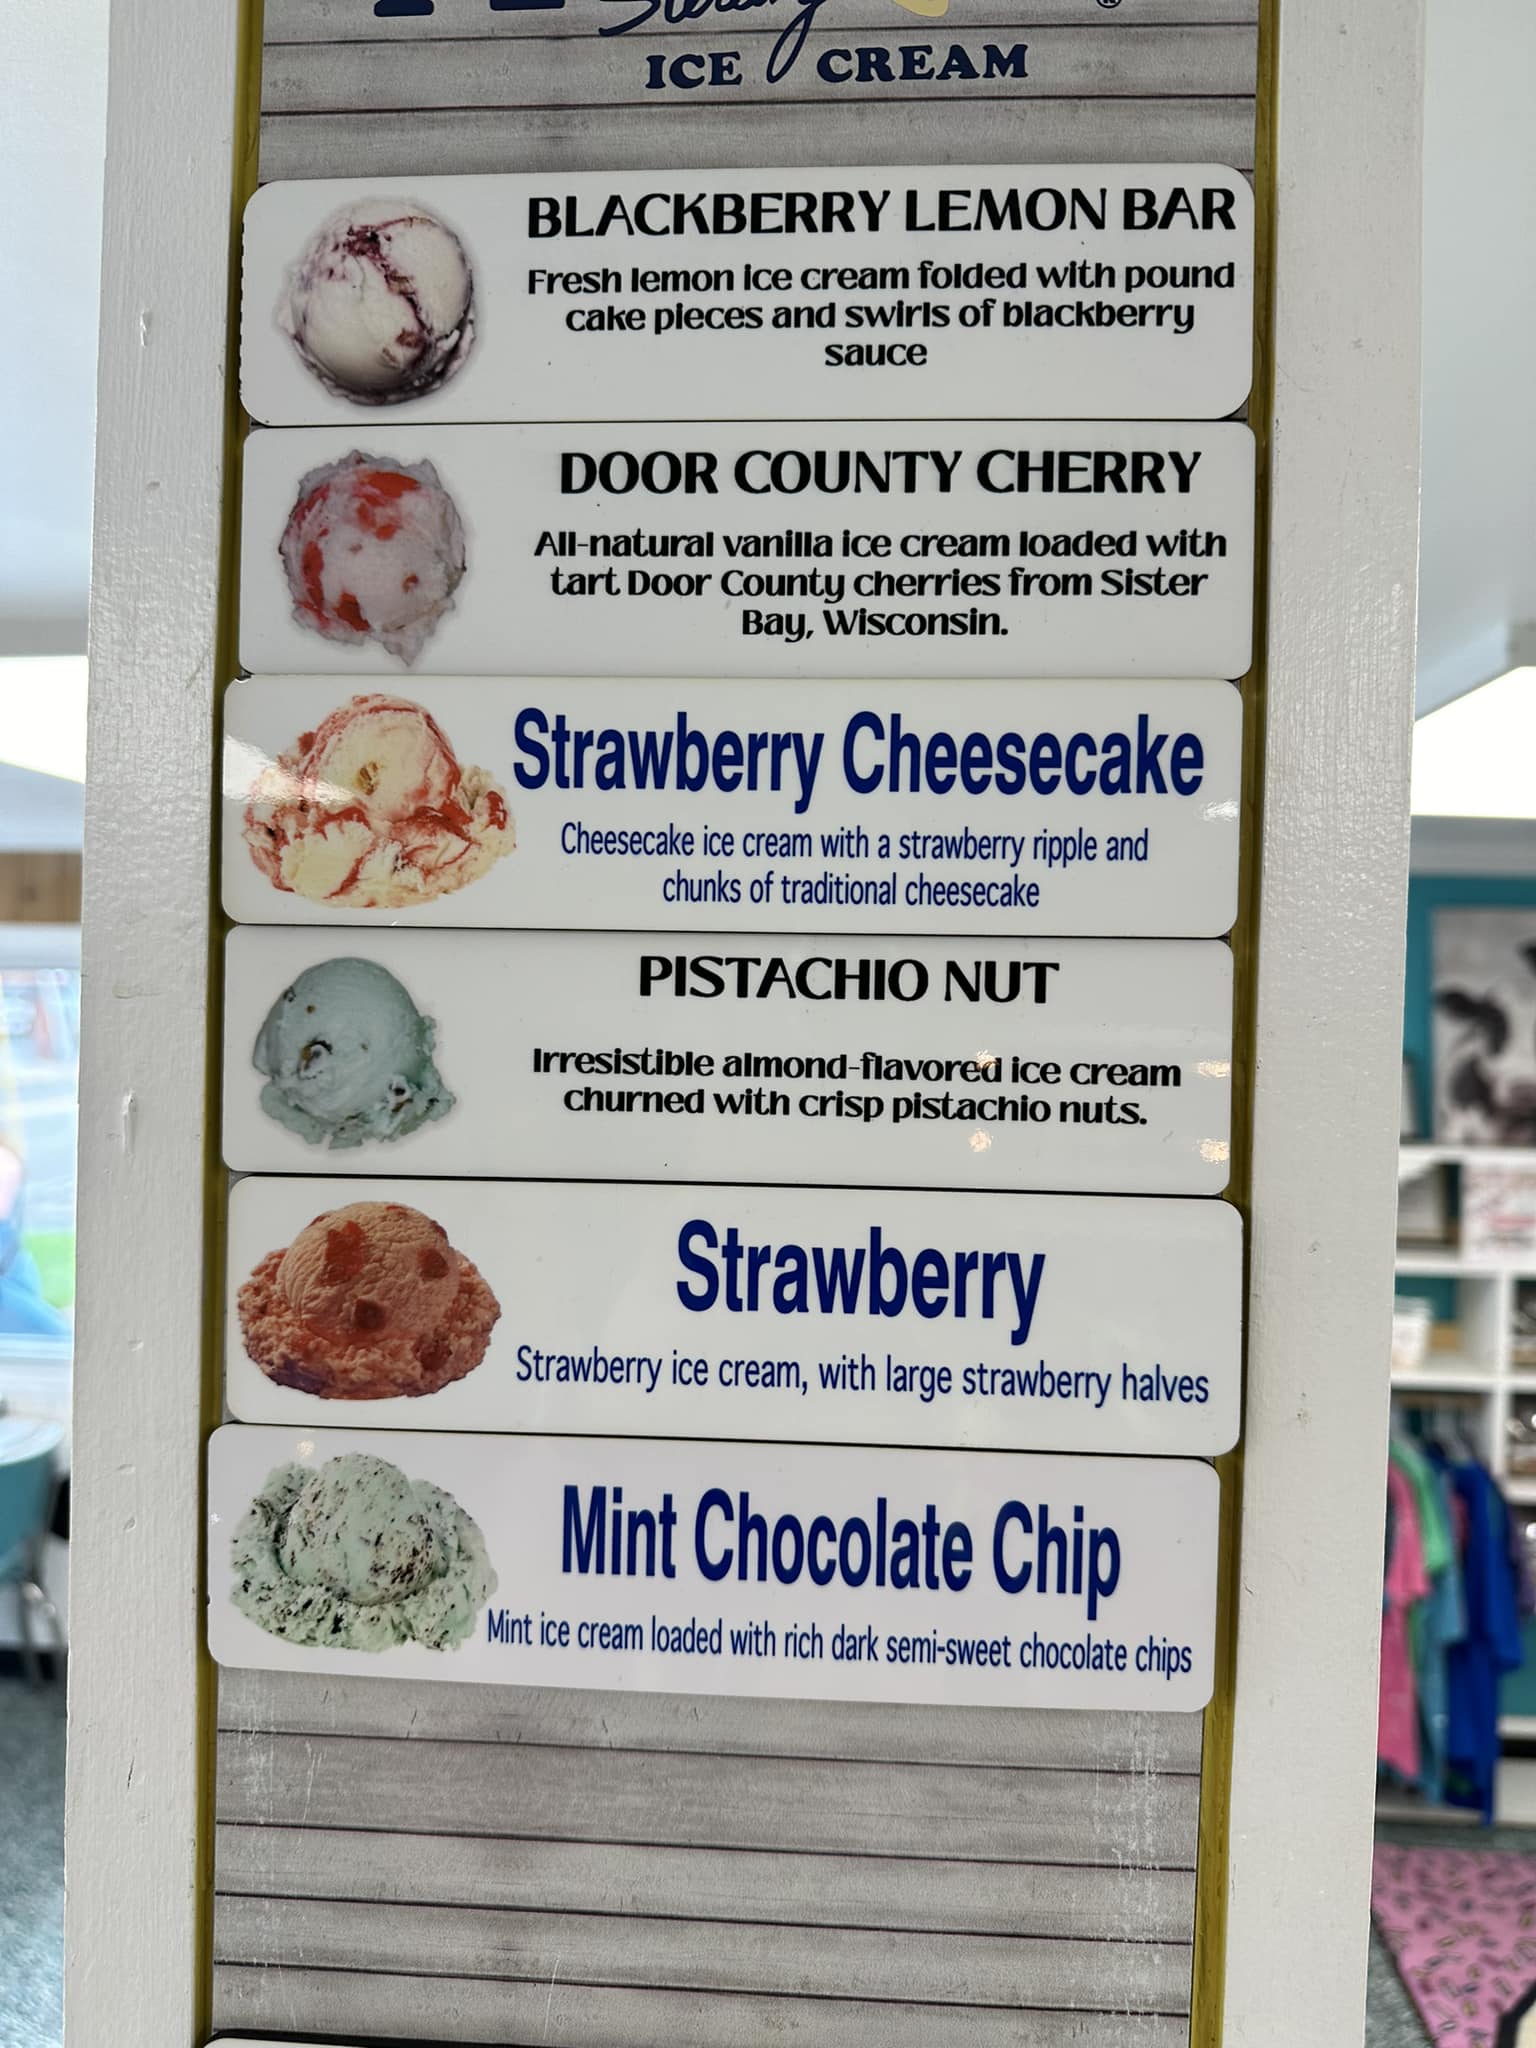 ICE CREAM
BLACKBERRY LEMON BAR
Fresh lemon ice cream folded with pound
cake pieces and swirls of blackberry
sauce
DOOR COUNTY CHERRY
All-natural vanilla ice cream loaded with
tart Door County cherries from Sister
Bay, Wisconsin.
Strawberry Cheesecake
Cheesecake ice cream with a strawberry ripple and
chunks of traditional cheesecake
PISTACHIO NUT
Irresistible almond-flavored ice cream
churned with crisp pistachio nuts.
Strawberry
Strawberry ice cream, with large strawberry halves
Mint Chocolate Chip
Mint ice cream loaded with rich dark semi-sweet chocolate chips